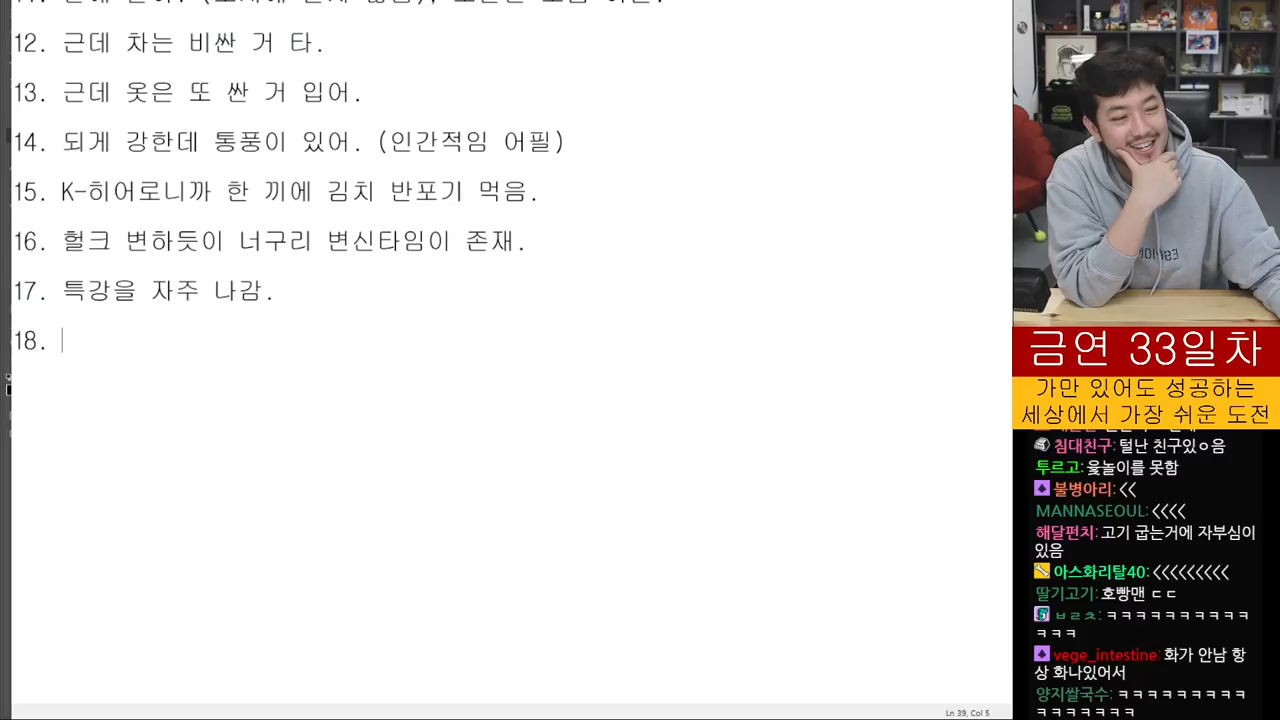 12. 근데 차는 비싼 거 타.
13. 근데 옷은 또 싼 거 입어.
14. 되게 강한데 통풍이 있어. (인간적임 어필)
15. K-히어로니까 한 끼에 김치 반포기 먹음.
16. 헐크 변하듯이 너구리 변신타임이 존재.
17. 특강을 자주 나감.
18.
Ln 39, Col 5
금연 33일차
가만 있어도 성공하는
세상에서 가장 쉬운 도전
침대친구: 털난 친구있ㅇ음
투르고: 윷놀이를 못함
불병아리: <<
MANNASEOUL: <<<<
해달펀치: 고기 굽는거에 자부심이
있음
아스화리탈40: <<<<<<<<<
딸기고기: 호빵맨 ㄷㄷ
ㅂㄹㅊ: ㅋㅋㅋㅋㅋㅋㅋㅋㅋㅋ
ㅋㅋㅋ
vege_intestine: 화가 안남 항
상 화나있어서
양지쌀국수: ㅋㅋㅋㅋㅋㅋㅋㅋㅋ
ㅋㅋㅋㅋㅋㅋㅋ